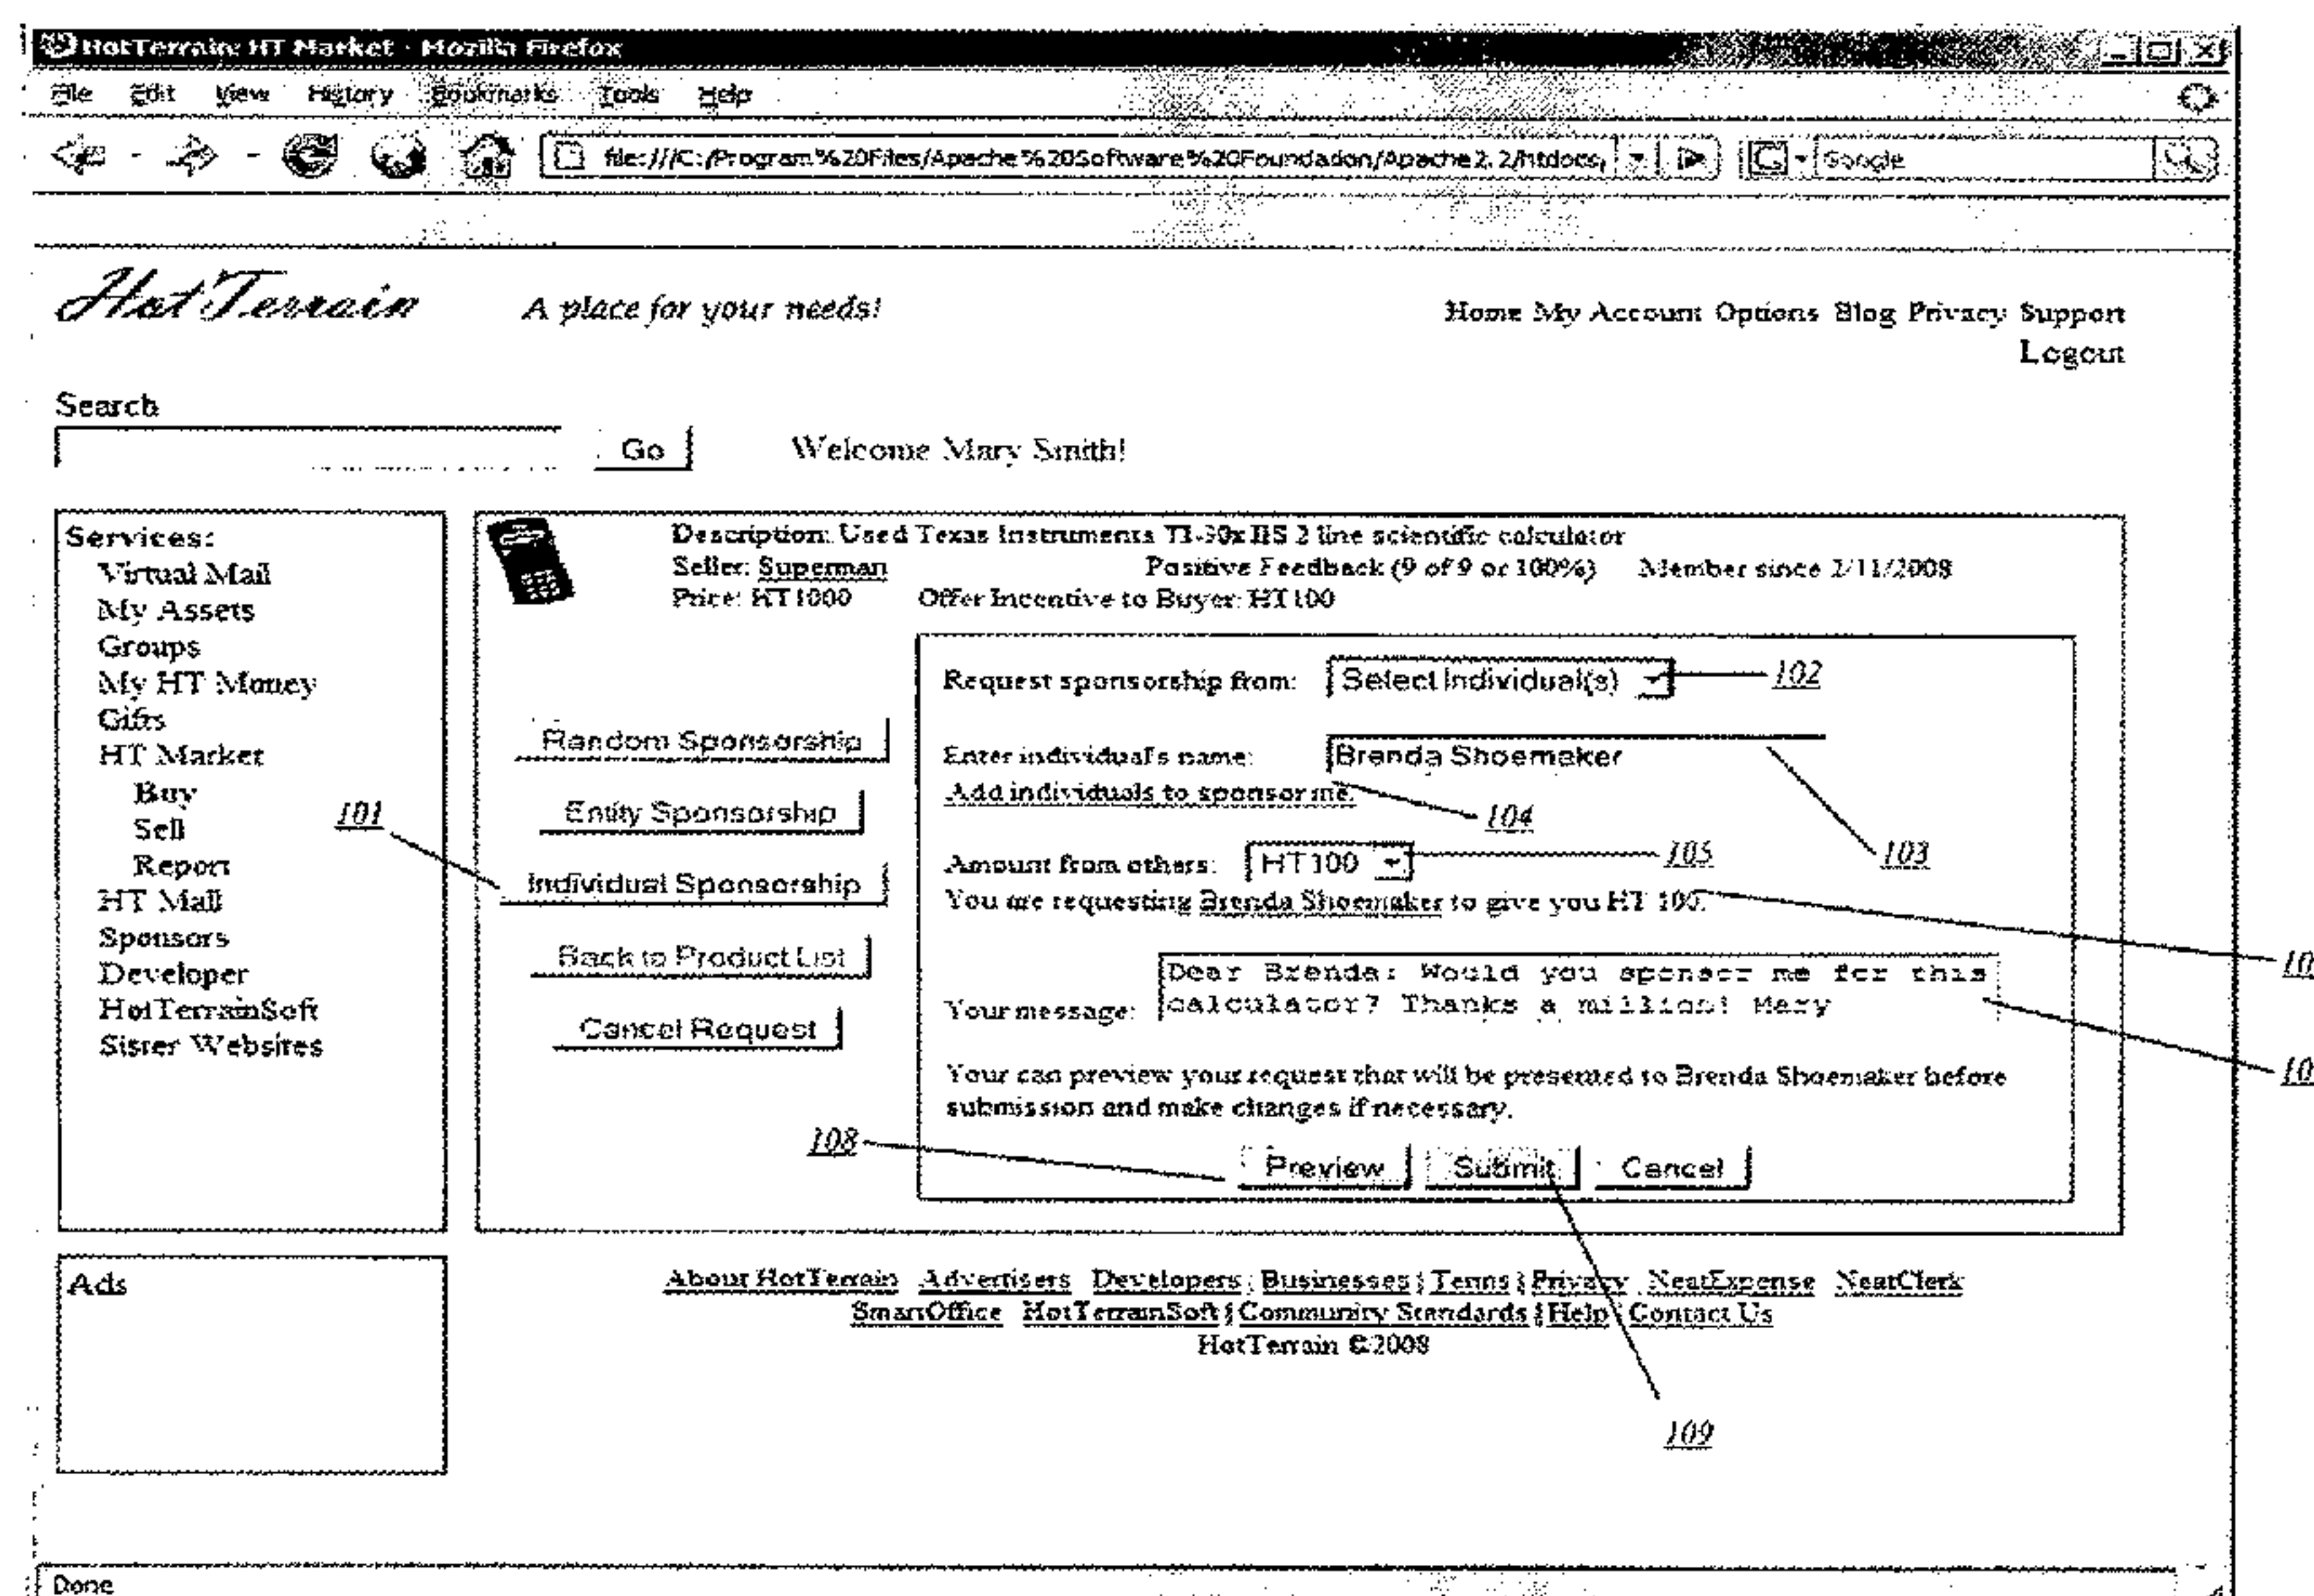 HotTerrain: HT Market - Mozilla Firefox
File Edit View History Bookmarks Tools Help
file:///C:/Program%20Files/Apache%20Software%20Foundation/Apache2.2/htdocs/ Google
HotTerrain A place for your needs! Home My Account Options Blog Privacy Support
Logout
Search
Go Welcome Mary Smith!
Services:
Virtual Mail
My Assets
Groups
My HT Money
Gifts
HT Market
Buy
Sell
Report
HT Mall
Sponsors
Developer
HotTerrainSoft
Sister Websites
101
Description: Used Texas Instruments 2 line scientific calculator
Seller: Superman Positive Feedback (9 of 9 or 100%) Member since 2/11/2008
Price: HT1000 Offer Incentive to Buyer: HT100
Random Sponsorship
Entity Sponsorship
Individual Sponsorship
Back to Product List
Cancel Request
Request sponsorship from: Select Individual(s) 102
Enter individual's name: Brenda Shoemaker
Add individuals to sponsor me. 104
Amount from others: HT100 105 103
You are requesting Brenda Shoemaker to give you HT 100.
10
Your message: Dear Brenda: Would you sponsor me for this
calculator? Thanks a million! Mary
10
Your can preview your request that will be presented to Brenda Shoemaker before
submission and make changes if necessary.
108
Preview Submit Cancel
109
Ads
About HotTerrain Advertisers Developers | Businesses | Terms | Privacy NeatExpense NeatClerk
SmartOffice HotTerrainSoft | Community Standards | Help | Contact Us
HotTerrain ©2008
Done